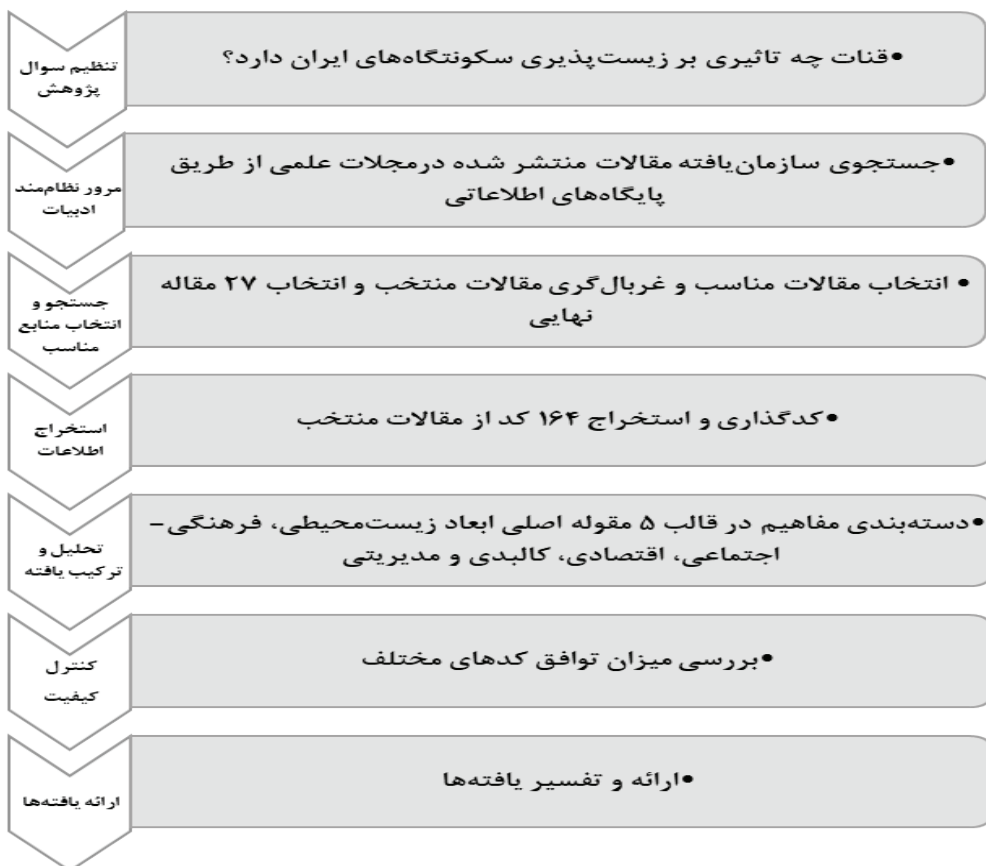 تنظیم سوال
پژوهش
•قنات چه تاثیری بر زیست‌پذیری سکونتگاه‌های ایران دارد؟
مرور نظام‌مند
ادبیات
•جستجوی سازمان‌یافته مقالات منتشر شده درمجلات علمی از طریق
پایگاه‌های اطلاعاتی
جستجو و
انتخاب منابع
مناسب
• انتخاب مقالات مناسب و غربال‌گری مقالات منتخب و انتخاب ۲۷ مقاله
نهایی
استخراج
اطلاعات
•کدگذاری و استخراج ۱۶۴ کد از مقالات منتخب
تحلیل و
ترکیب یافته
•دسته‌بندی مفاهیم در قالب ۵ مقوله اصلی ابعاد زیست‌محیطی، فرهنگی–
اجتماعی، اقتصادی، کالبدی و مدیریتی
کنترل
کیفیت
•بررسی میزان توافق کدهای مختلف
ارائه یافته‌ها
•ارائه و تفسیر یافته‌ها